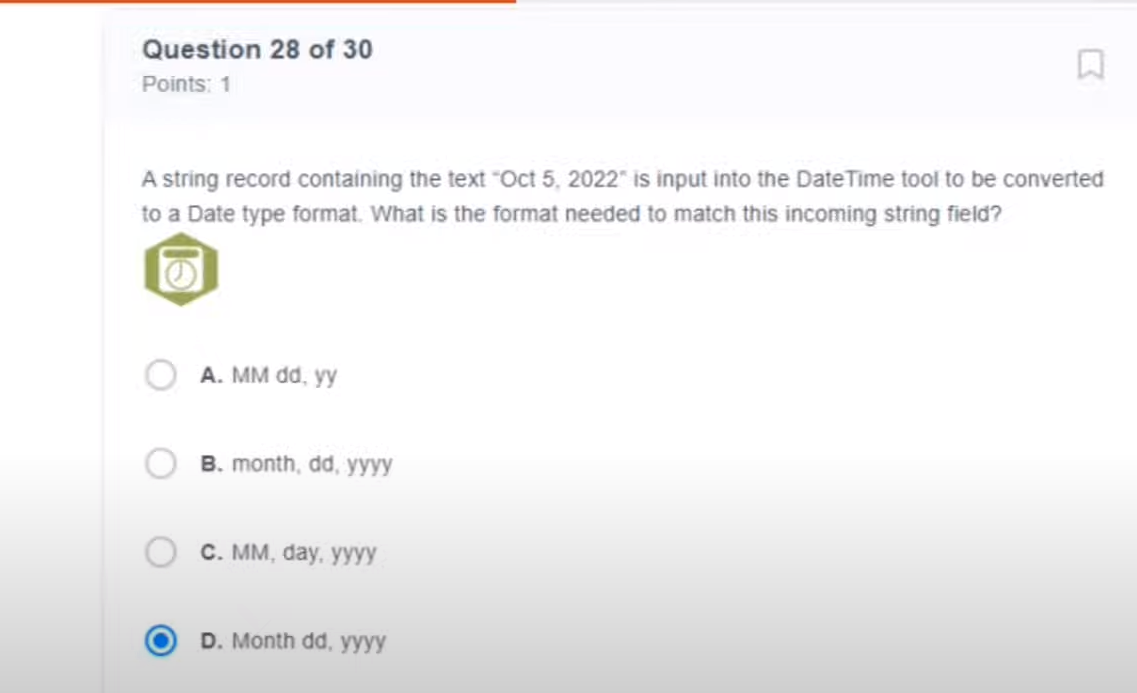 Question 28 of 30
Points: 1
A string record containing the text "Oct 5, 2022" is input into the DateTime tool to be converted
to a Date type format. What is the format needed to match this incoming string field?
A. MM dd, yy
B. month, dd, yyyy
C. MM, day, yyyy
D. Month dd, yyyy